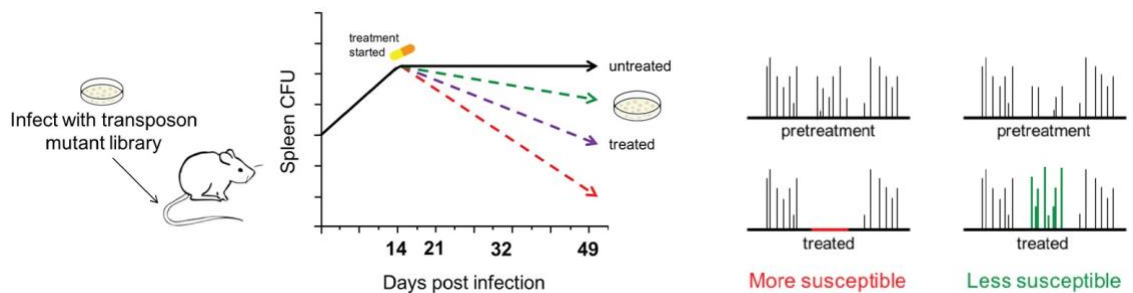 Infect with transposon
mutant library
Spleen CFU
treatment
started
untreated
treated
14 21 32 49
Days post infection
pretreatment
treated
More susceptible
pretreatment
treated
Less susceptible